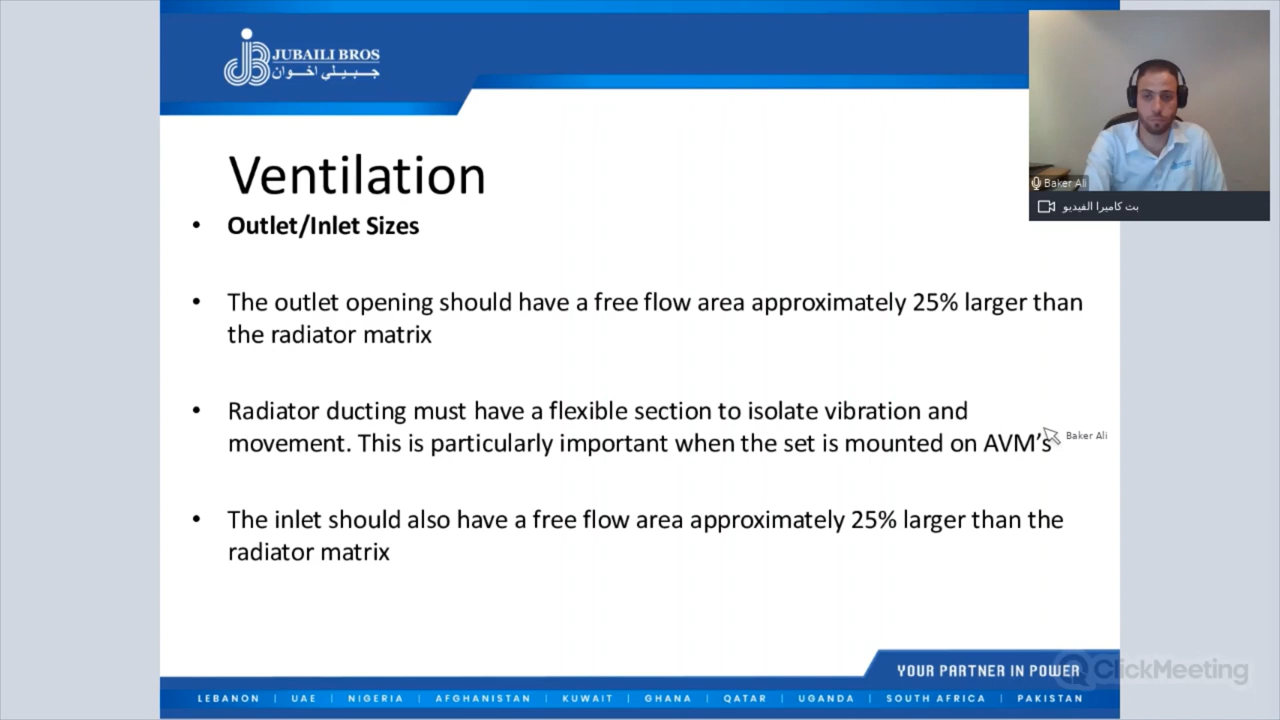 JUBAILI BROS
جبيلي اخوان
Baker Ali
بث كاميرا الفيديو
Ventilation
• Outlet/Inlet Sizes
• The outlet opening should have a free flow area approximately 25% larger than
the radiator matrix
• Radiator ducting must have a flexible section to isolate vibration and
movement. This is particularly important when the set is mounted on AVM's
Baker Ali
• The inlet should also have a free flow area approximately 25% larger than the
radiator matrix
YOUR PARTNER IN POWER
ClickMeeting
LEBANON | UAE | NIGERIA | AFGHANISTAN | KUWAIT | GHANA | QATAR | UGANDA | SOUTH AFRICA | PAKISTAN